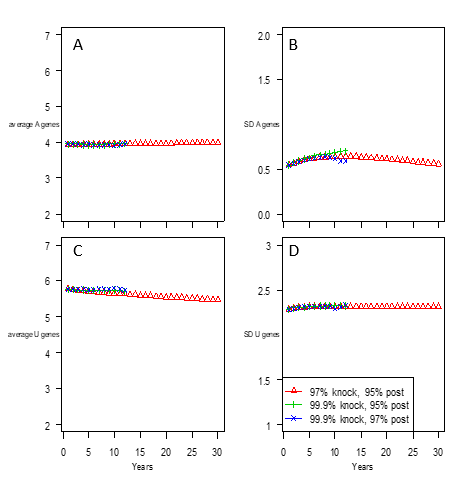 A
7
6
5
4
3
2
average A genes
B
2.0
1.5
0.5
0.0
SD A genes
C
7
6
5
4
3
2
average U genes
0 5 10 15 20 25 30
Years
D
3
2.5
1.5
1
SD U genes
97% knock, 95% post
99.9% knock, 95% post
99.9% knock, 97% post
0 5 10 15 20 25 30
Years